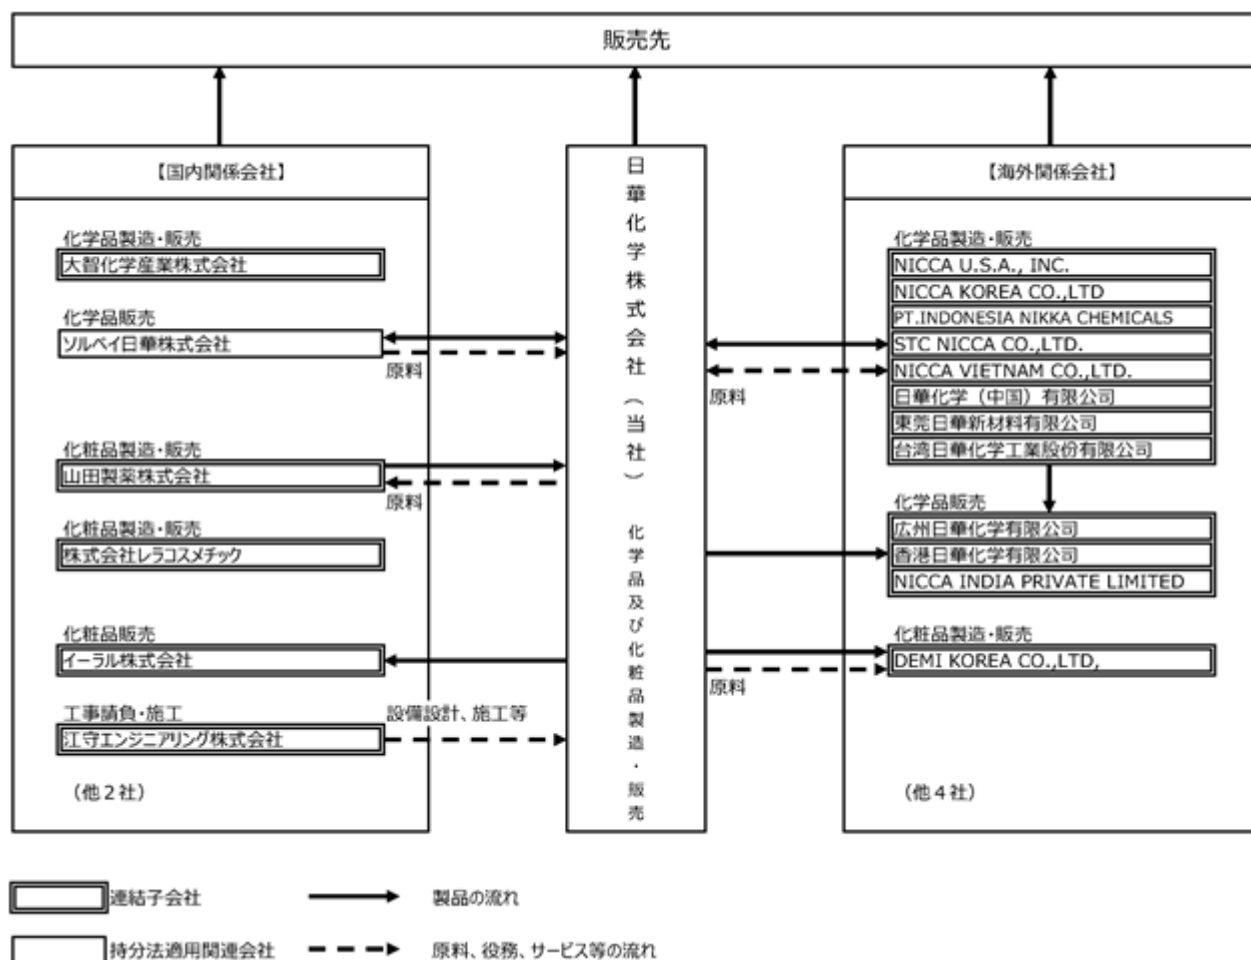 販売先
【国内関係会社】
化学品製造・販売
大智化学産業株式会社
化学品販売
ソルベイ日華株式会社
原料
化粧品製造・販売
山田製薬株式会社
原料
化粧品製造・販売
株式会社レラコスメチック
化粧品販売
イーラル株式会社
工事請負・施工
設備設計、施工等
江守エンジニアリング株式会社
（他２社）
日華化学株式会社（当社）
化学品及び化粧品製造・販売
【海外関係会社】
化学品製造・販売
NICCA U.S.A., INC.
NICCA KOREA CO.,LTD
PT.INDONESIA NIKKA CHEMICALS
STC NICCA CO.,LTD.
NICCA VIETNAM CO.,LTD.
原料
日華化学（中国）有限公司
東莞日華新材料有限公司
台湾日華化学工業股份有限公司
化学品販売
広州日華化学有限公司
香港日華化学有限公司
NICCA INDIA PRIVATE LIMITED
化粧品製造・販売
DEMI KOREA CO.,LTD,
原料
（他４社）
連結子会社
製品の流れ
持分法適用関連会社
原料、役務、サービス等の流れ